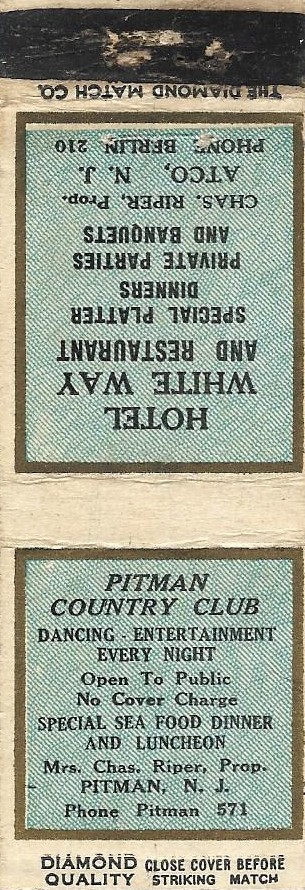 THE DIAMOND MATCH CO.
HOTEL
WHITE WAY
AND RESTAURANT
SPECIAL PLATTER
DINNERS
PRIVATE PARTIES
AND BANQUETS
CHAS. RIPER, Prop.
ATCO, N. J.
PHONE BERLIN 210
PITMAN
COUNTRY CLUB
DANCING - ENTERTAINMENT
EVERY NIGHT
Open To Public
No Cover Charge
SPECIAL SEA FOOD DINNER
AND LUNCHEON
Mrs. Chas. Riper, Prop.
PITMAN, N. J.
Phone Pitman 571
DIAMOND QUALITY
CLOSE COVER BEFORE
STRIKING MATCH